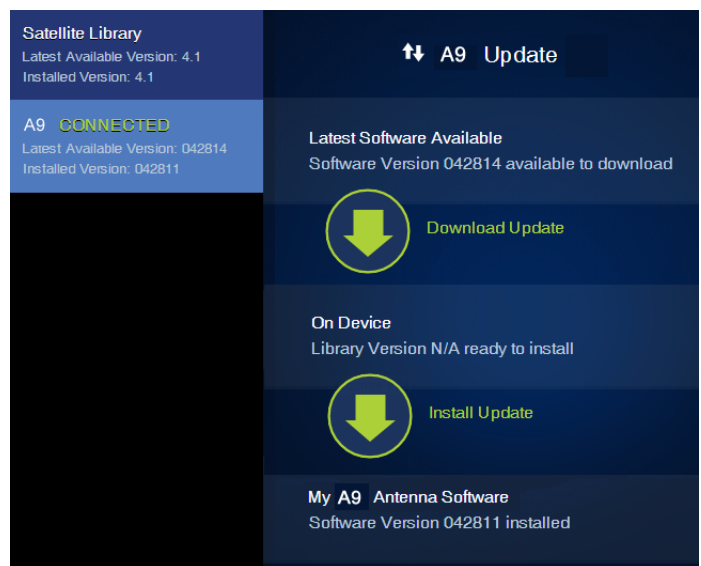 Satellite Library
Latest Available Version: 4.1
Installed Version: 4.1
A9 CONNECTED
Latest Available Version: 042814
Installed Version: 042811
A9 Update
Latest Software Available
Software Version 042814 available to download
Download Update
On Device
Library Version N/A ready to install
Install Update
My A9 Antenna Software
Software Version 042811 installed